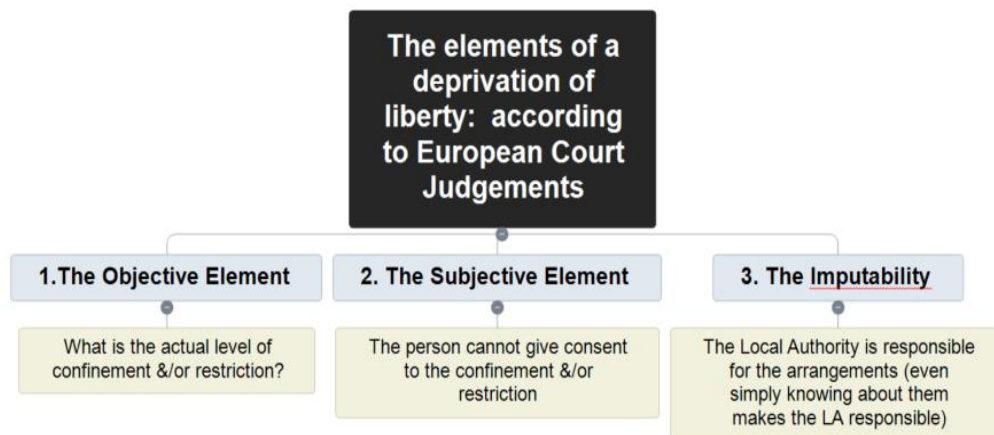 The elements of a
deprivation of
liberty: according
to European Court
Judgements
1.The Objective Element
2. The Subjective Element
3. The Imputability
What is the actual level of
confinement &/or restriction?
The person cannot give consent
to the confinement &/or
restriction
The Local Authority is responsible
for the arrangements (even
simply knowing about them
makes the LA responsible)